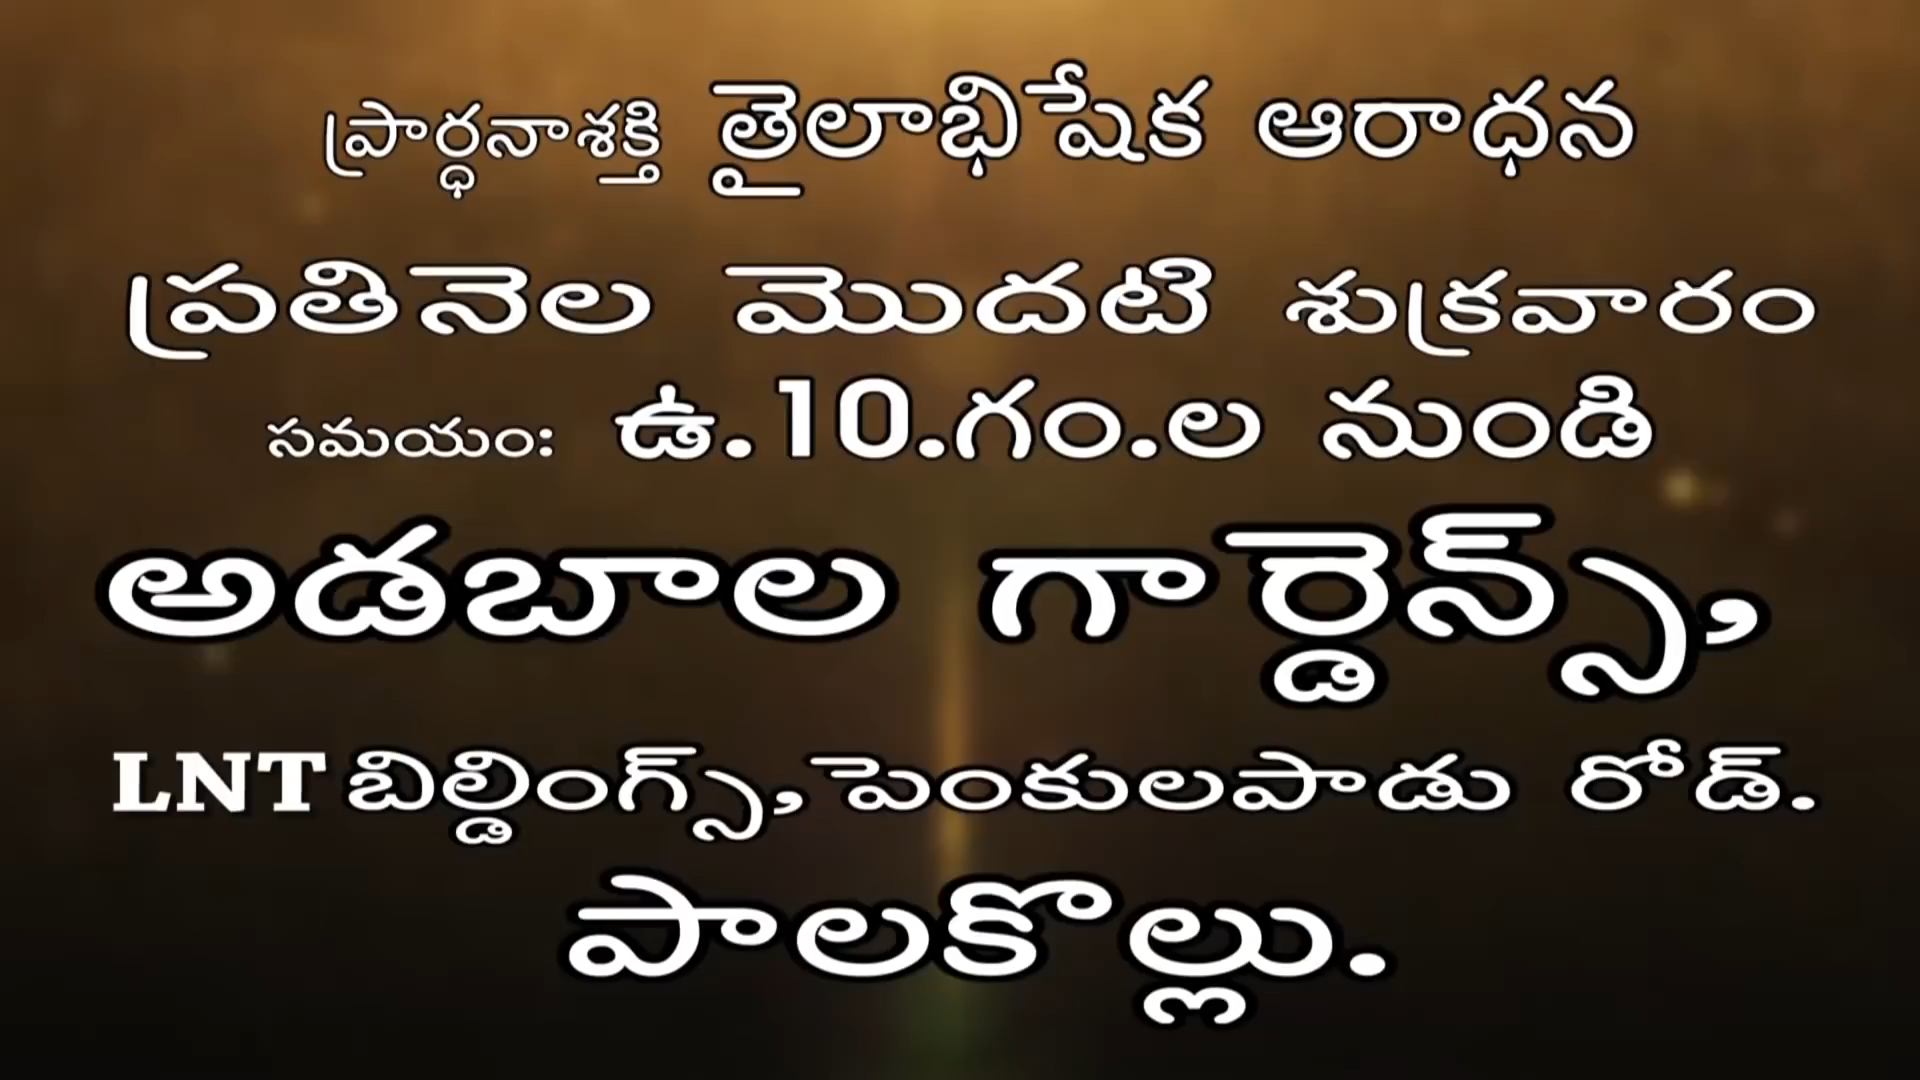 ప్రార్ధనాశక్తి తైలాభిషేక ఆరాధన
ప్రతినెల మొదటి శుక్రవారం
సమయం: ఉ.10.గం.ల నుండి
అడబాల గార్డెన్స్,
LNT బిల్డింగ్స్,పెంకులపాడు రోడ్.
పాలకొల్లు.